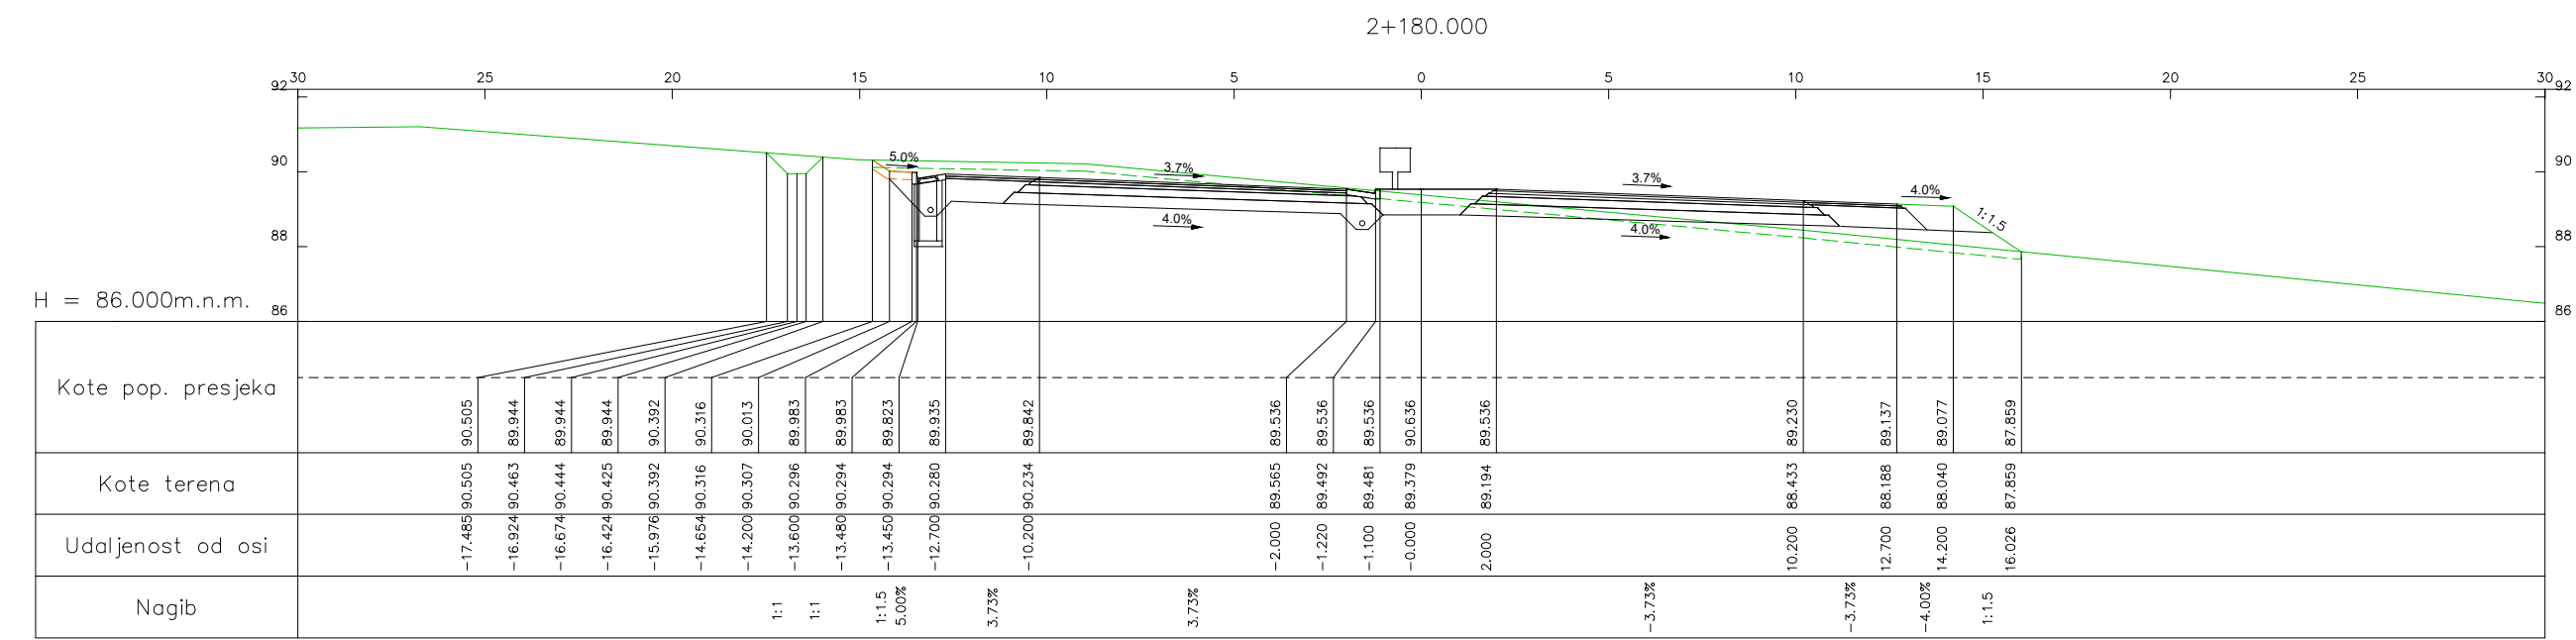 2+180.000
30 25 20 15 10 5 0 5 10 15 20 25 30
92 92
90 5.0% 3.7% 3.7% 4.0% 90
1:1.5
88 4.0% 4.0% 88
H = 86.000m.n.m.
86 86
Kote pop. presjeka 90.505 89.944 89.944 89.944 90.392 90.316 90.013 89.983 89.983 89.823 89.935 89.842 89.536 89.536 89.536 90.636 89.536 89.230 89.137 89.077 87.859
Kote terena 90.505 90.463 90.444 90.425 90.392 90.316 90.307 90.296 90.294 90.294 90.280 90.234 89.565 89.492 89.481 89.379 89.194 88.433 88.188 88.040 87.859
Udaljenost od osi -17.485 -16.924 -16.674 -16.424 -15.976 -14.654 -14.200 -13.600 -13.480 -13.450 -12.700 -10.200 -2.000 -1.220 -1.100 -0.000 2.000 10.200 12.700 14.200 16.026
Nagib 1:1 1:1 1:1.5 5.00% 3.73% 3.73% -3.73% -3.73% -4.00% 1:1.5